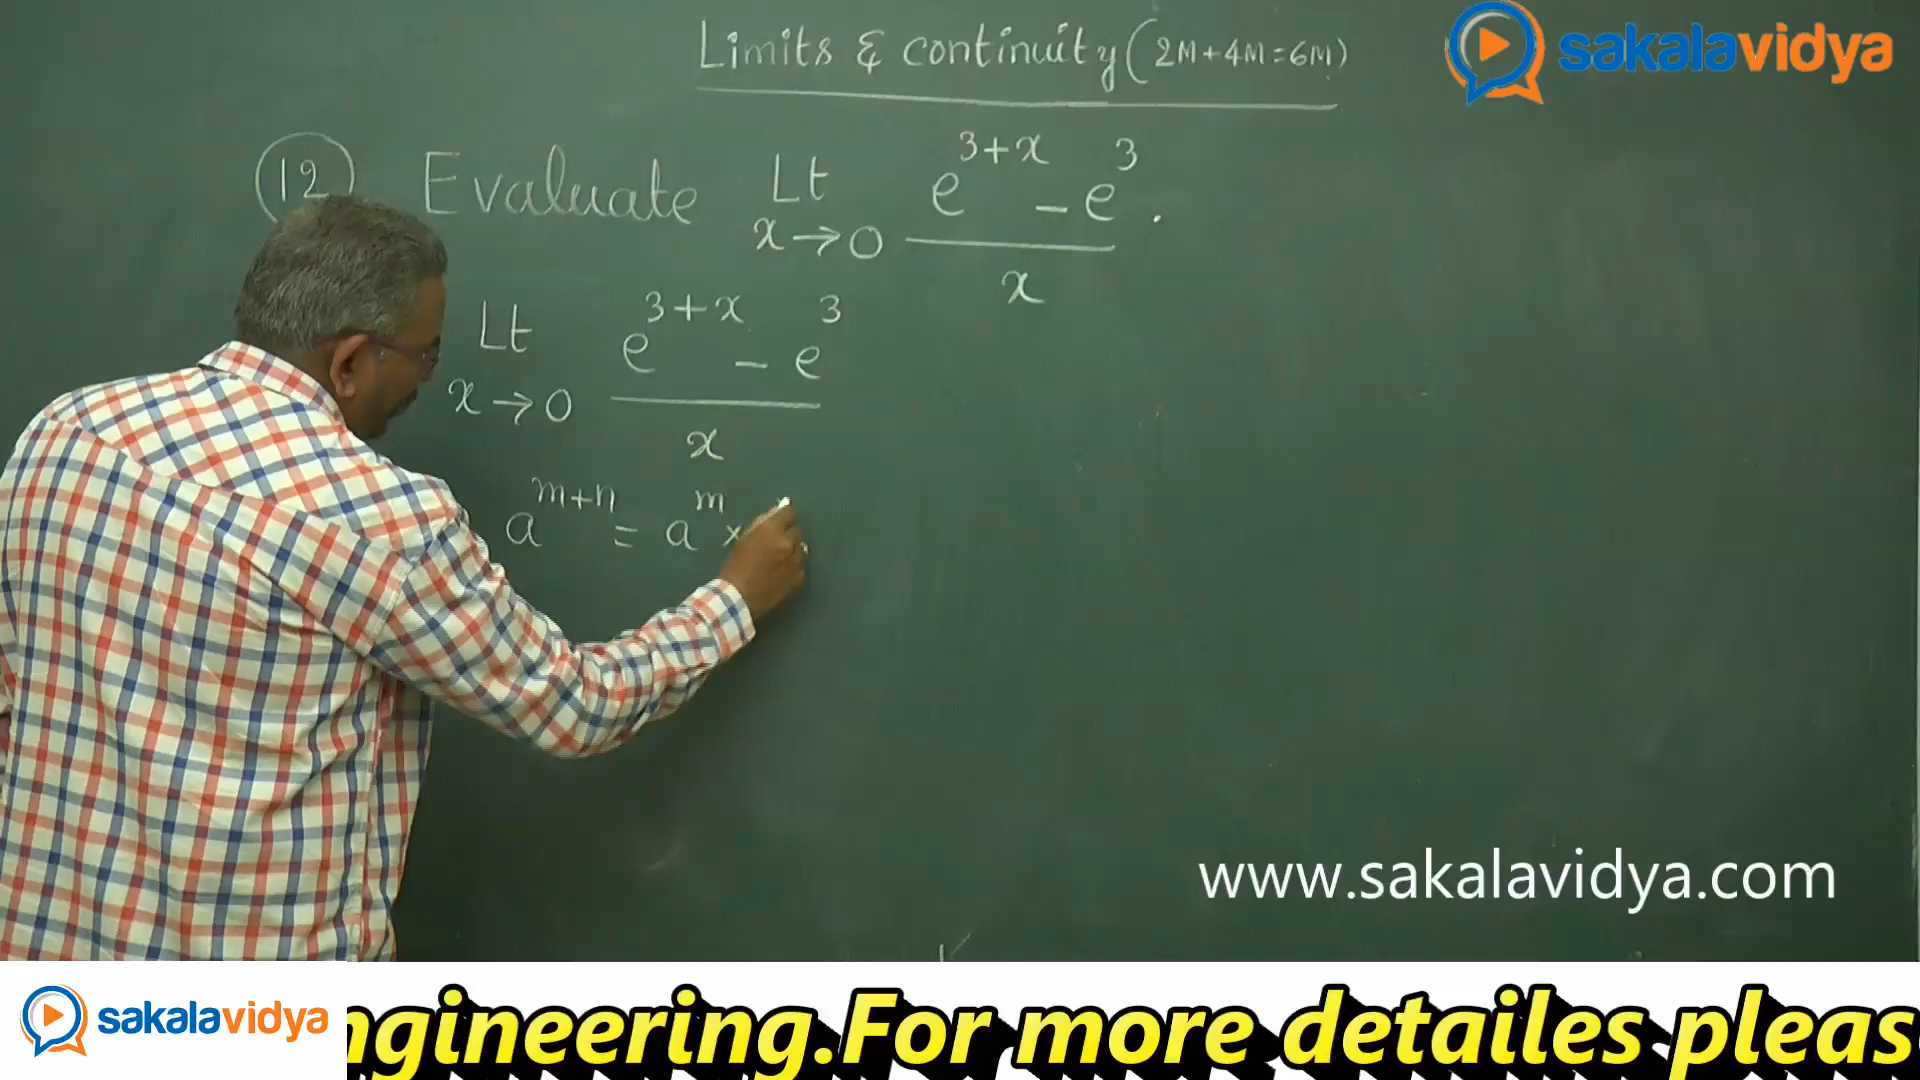 Limits & continuity (2M+4M=6M)
sakalavidya
12 Evaluate Lt x→0 e^{3+x} - e^3 / x .
Lt x→0 e^{3+x} - e^3 / x
a^{m+n} = a^m ×
www.sakalavidya.com
sakalavidya
ngineering.For more detailes pleas